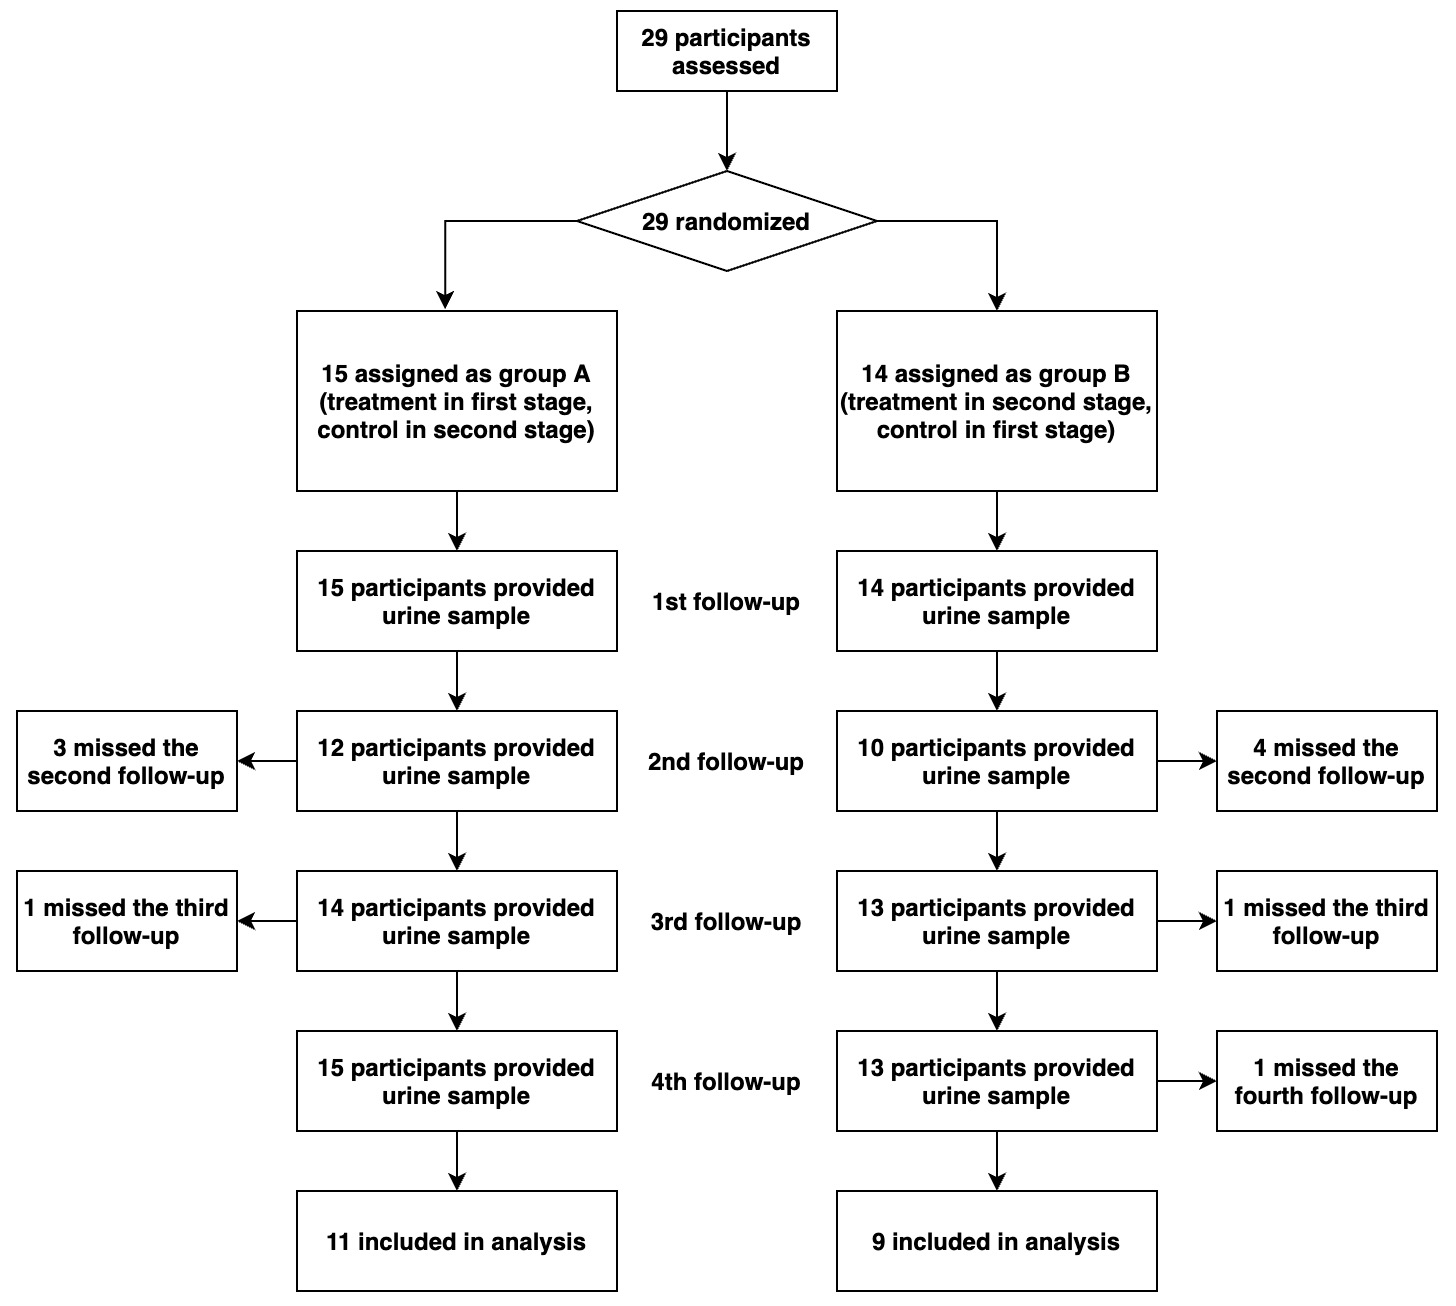 29 participants
assessed
29 randomized
15 assigned as group A
(treatment in first stage,
control in second stage)
14 assigned as group B
(treatment in second stage,
control in first stage)
15 participants provided
urine sample
1st follow-up
14 participants provided
urine sample
3 missed the
second follow-up
12 participants provided
urine sample
2nd follow-up
10 participants provided
urine sample
4 missed the
second follow-up
1 missed the third
follow-up
14 participants provided
urine sample
3rd follow-up
13 participants provided
urine sample
1 missed the third
follow-up
15 participants provided
urine sample
4th follow-up
13 participants provided
urine sample
1 missed the
fourth follow-up
11 included in analysis
9 included in analysis